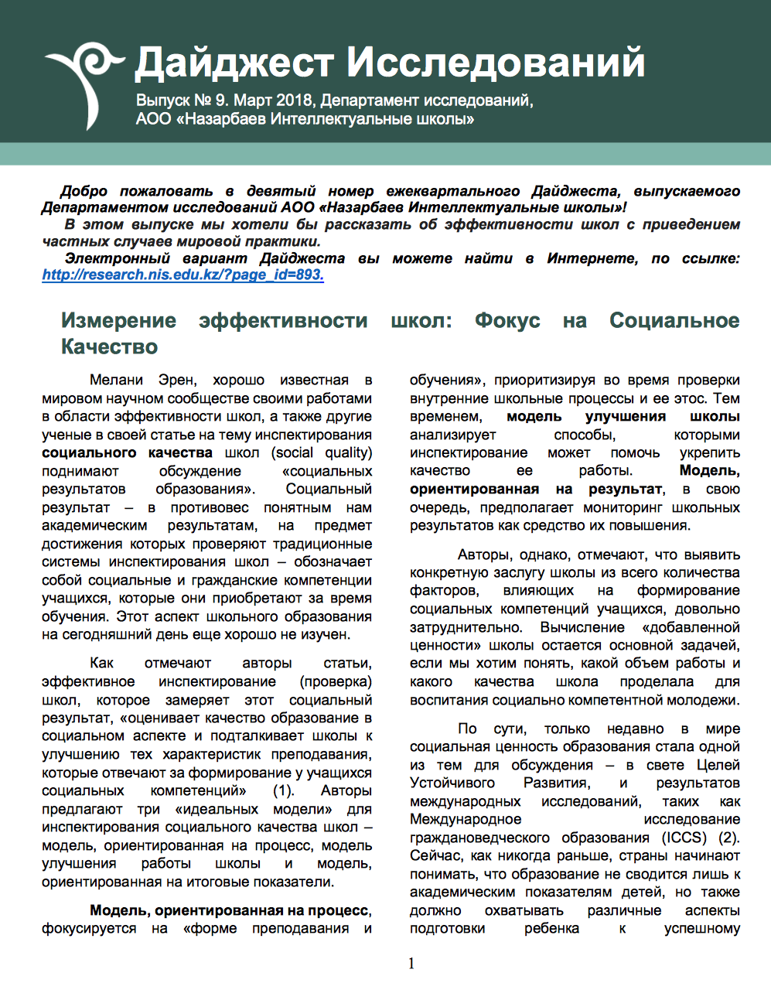 Дайджест Исследований
Выпуск № 9. Март 2018, Департамент исследований,
АОО «Назарбаев Интеллектуальные школы»
Добро пожаловать в девятый номер ежеквартального Дайджеста, выпускаемого
Департаментом исследований АОО «Назарбаев Интеллектуальные школы»!
В этом выпуске мы хотели бы рассказать об эффективности школ с приведением
частных случаев мировой практики.
Электронный вариант Дайджеста вы можете найти в Интернете, по ссылке:
http://research.nis.edu.kz/?page_id=893.
Измерение эффективности школ: Фокус на Социальное
Качество
Мелани Эрен, хорошо известная в
мировом научном сообществе своими работами
в области эффективности школ, а также другие
ученые в своей статье на тему инспектирования
социального качества школ (social quality)
поднимают обсуждение «социальных
результатов образования». Социальный
результат – в противовес понятным нам
академическим результатам, на предмет
достижения которых проверяют традиционные
системы инспектирования школ – обозначает
собой социальные и гражданские компетенции
учащихся, которые они приобретают за время
обучения. Этот аспект школьного образования
на сегодняшний день еще хорошо не изучен.
Как отмечают авторы статьи,
эффективное инспектирование (проверка)
школ, которое замеряет этот социальный
результат, «оценивает качество образование в
социальном аспекте и подталкивает школы к
улучшению тех характеристик преподавания,
которые отвечают за формирование у учащихся
социальных компетенций» (1). Авторы
предлагают три «идеальных модели» для
инспектирования социального качества школ –
модель, ориентированная на процесс, модель
улучшения работы школы и модель,
ориентированная на итоговые показатели.
Модель, ориентированная на процесс,
фокусируется на «форме преподавания и
обучения», приоритизируя во время проверки
внутренние школьные процессы и ее этос. Тем
временем, модель улучшения школы
анализирует способы, которыми
инспектирование может помочь укрепить
качество ее работы. Модель,
ориентированная на результат, в свою
очередь, предполагает мониторинг школьных
результатов как средство их повышения.
Авторы, однако, отмечают, что выявить
конкретную заслугу школы из всего количества
факторов, влияющих на формирование
социальных компетенций учащихся, довольно
затруднительно. Вычисление «добавленной
ценности» школы остается основной задачей,
если мы хотим понять, какой объем работы и
какого качества школа проделала для
воспитания социально компетентной молодежи.
По сути, только недавно в мире
социальная ценность образования стала одной
из тем для обсуждения – в свете Целей
Устойчивого Развития, и результатов
международных исследований, таких как
Международное исследование
граждановедческого образования (ICCS) (2).
Сейчас, как никогда раньше, страны начинают
понимать, что образование не сводится лишь к
академическим показателям детей, но также
должно охватывать различные аспекты
подготовки ребенка к успешному
1